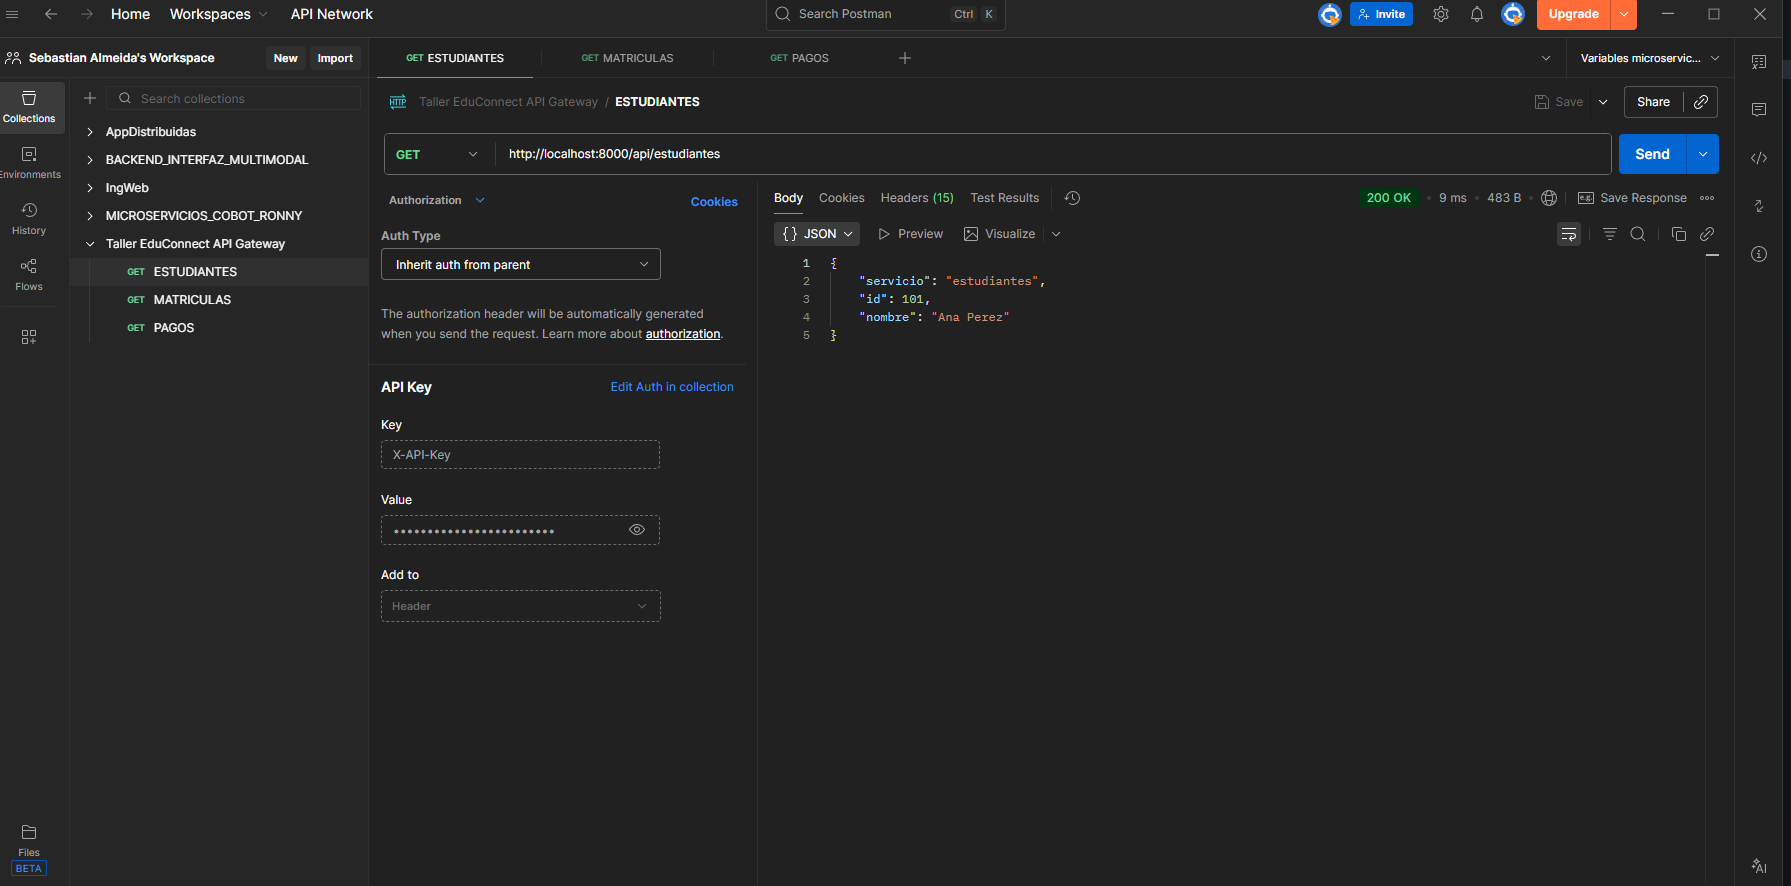 Home Workspaces API Network Search Postman Ctrl K Invite Upgrade
Sebastian Almeida's Workspace New Import
GET ESTUDIANTES GET MATRICULAS GET PAGOS Variables microservic...
Collections
Environments
History
Flows
Files
BETA
Search collections
AppDistribuidas
BACKEND_INTERFAZ_MULTIMODAL
IngWeb
MICROSERVICIOS_COBOT_RONNY
Taller EduConnect API Gateway
GET ESTUDIANTES
GET MATRICULAS
GET PAGOS
HTTP Taller EduConnect API Gateway / ESTUDIANTES Save Share
GET http://localhost:8000/api/estudiantes Send
Authorization Cookies
Auth Type
Inherit auth from parent
The authorization header will be automatically generated
when you send the request. Learn more about authorization.
API Key Edit Auth in collection
Key
X-API-Key
Value
••••••••••••••••••••••••
Add to
Header
Body Cookies Headers (15) Test Results 200 OK • 9 ms • 483 B e.g. Save Response
{} JSON Preview Visualize
1 {
2 "servicio": "estudiantes",
3 "id": 101,
4 "nombre": "Ana Perez"
5 }
AI